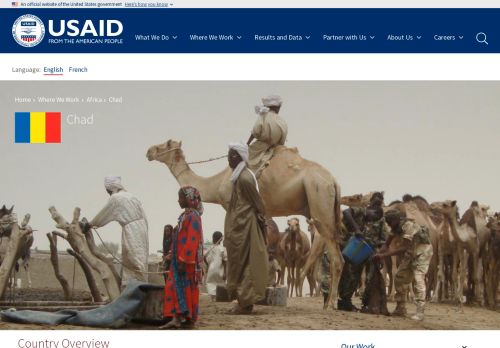 An official website of the United States government Here's how you know
USAID
FROM THE AMERICAN PEOPLE
What We Do Where We Work Results and Data Partner with Us About Us Careers
Language: English French
Home › Where We Work › Africa › Chad
Chad
Country Overview
Our Work